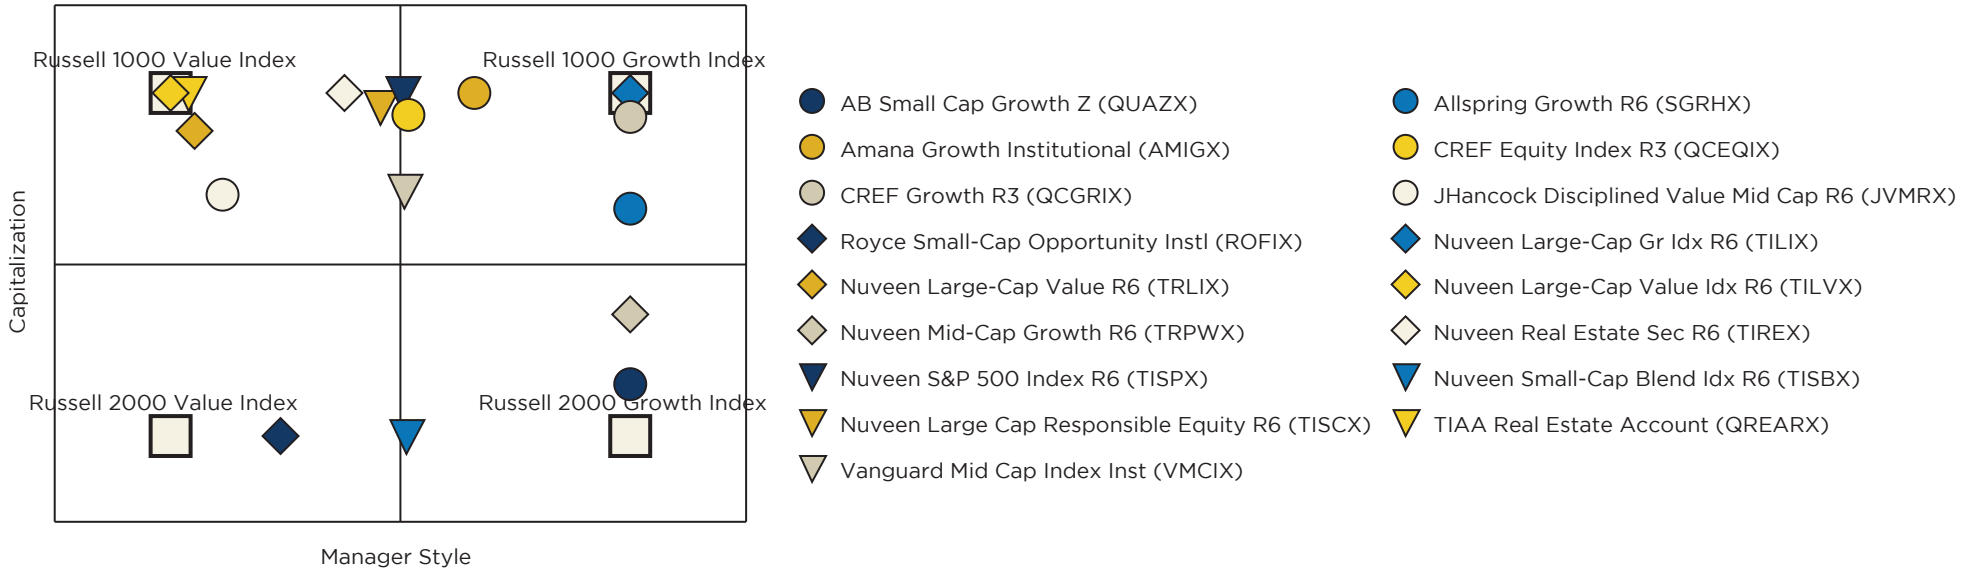 Russell 1000 Value Index
Russell 1000 Growth Index
Capitalization
Russell 2000 Value Index
Russell 2000 Growth Index
Manager Style
AB Small Cap Growth Z (QUAZX)
Allspring Growth R6 (SGRHX)
Amana Growth Institutional (AMIGX)
CREF Equity Index R3 (QCEQIX)
CREF Growth R3 (QCGRIX)
JHancock Disciplined Value Mid Cap R6 (JVMRX)
Royce Small-Cap Opportunity Instl (ROFIX)
Nuveen Large-Cap Gr Idx R6 (TILIX)
Nuveen Large-Cap Value R6 (TRLIX)
Nuveen Large-Cap Value Idx R6 (TILVX)
Nuveen Mid-Cap Growth R6 (TRPWX)
Nuveen Real Estate Sec R6 (TIREX)
Nuveen S&P 500 Index R6 (TISPX)
Nuveen Small-Cap Blend Idx R6 (TISBX)
Nuveen Large Cap Responsible Equity R6 (TISCX)
TIAA Real Estate Account (QREARX)
Vanguard Mid Cap Index Inst (VMCIX)